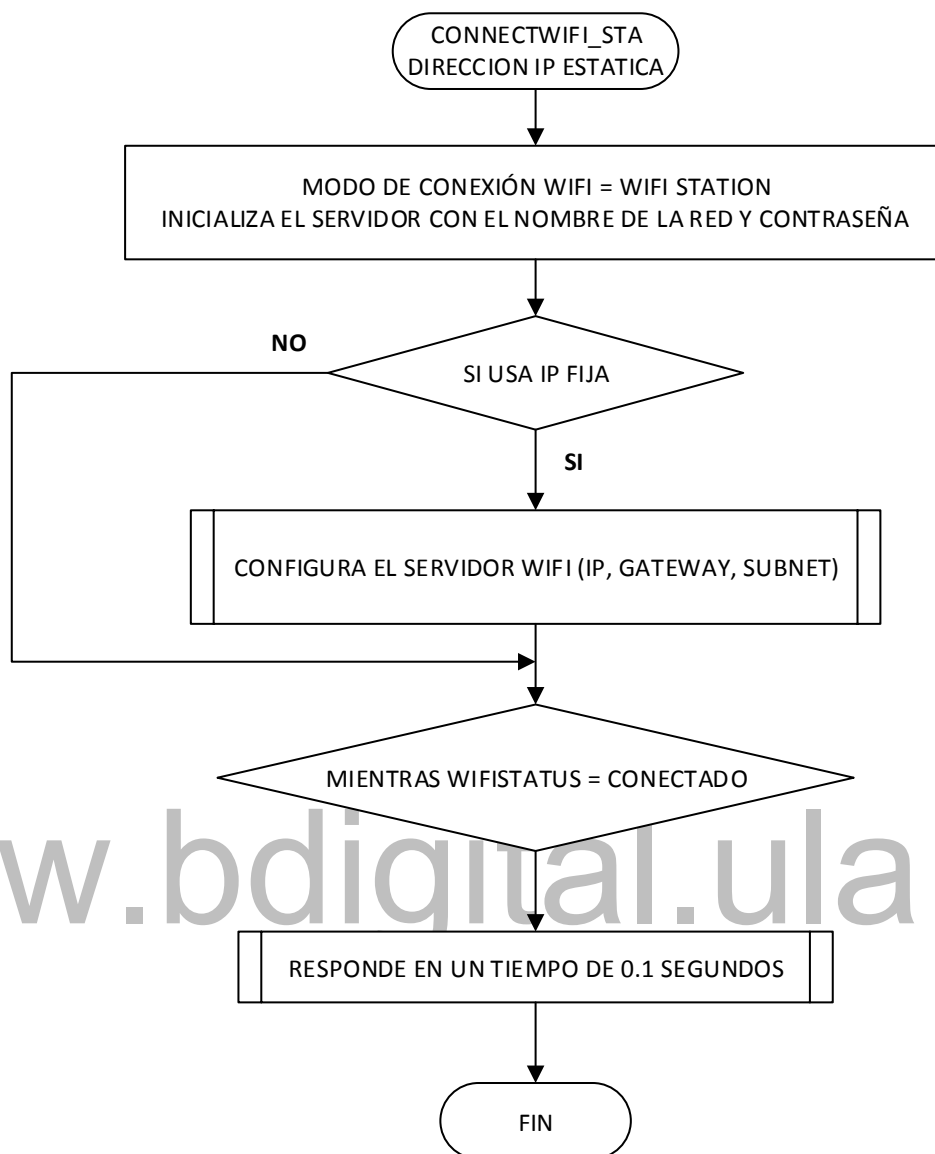 CONNECTWIFI_STA
DIRECCION IP ESTATICA
MODO DE CONEXIÓN WIFI = WIFI STATION
INICIALIZA EL SERVIDOR CON EL NOMBRE DE LA RED Y CONTRASEÑA
NO
SI USA IP FIJA
SI
CONFIGURA EL SERVIDOR WIFI (IP, GATEWAY, SUBNET)
MIENTRAS WIFISTATUS = CONECTADO
w.bdigital.ula
RESPONDE EN UN TIEMPO DE 0.1 SEGUNDOS
FIN